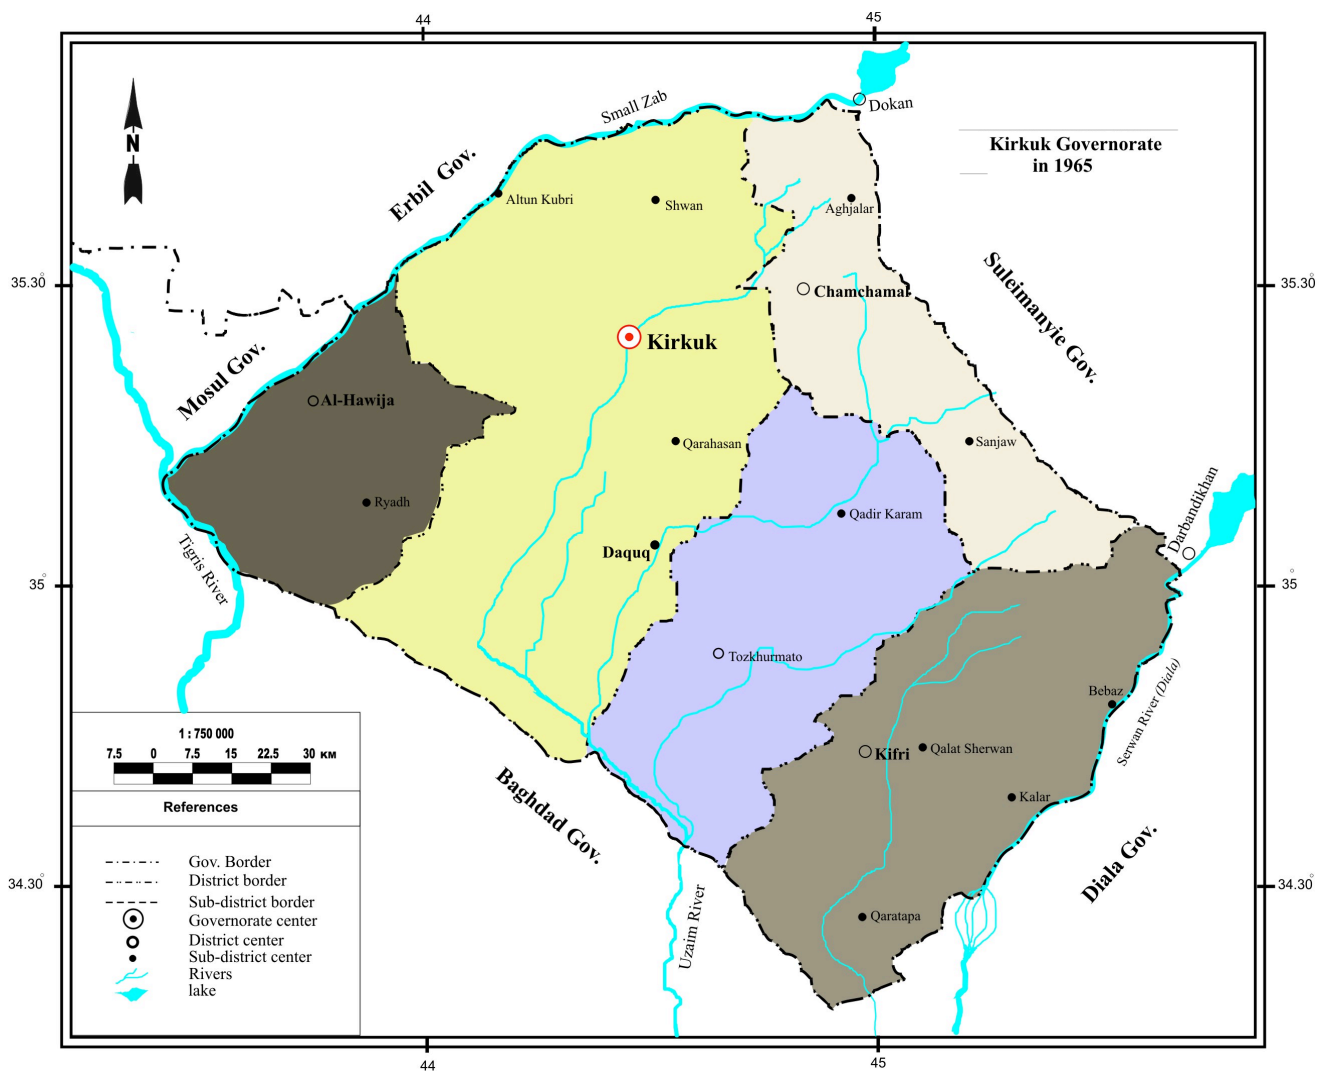 44
45
Small Zab
Dokan
Kirkuk Governorate
in 1965
N
Erbil Gov.
Altun Kubri
Shwan
Aghjalar
35.30°
35.30°
Chamchamal
Suleimanyie Gov.
Kirkuk
Mosul Gov.
Al-Hawija
Qarahasan
Sanjaw
Ryadh
Qadir Karam
Darbandikhan
Tigris River
Daquq
35°
35°
Tozkhurmato
Bebaz
Serwan River (Diala)
Kifri
Qalat Sherwan
Kalar
Baghdad Gov.
Diala Gov.
1 : 750 000
7.5 0 7.5 15 22.5 30 КМ
References
Gov. Border
District border
Sub-district border
Governorate center
District center
Sub-district center
Rivers
lake
34.30°
34.30°
Uzaim River
Qaratapa
44
45